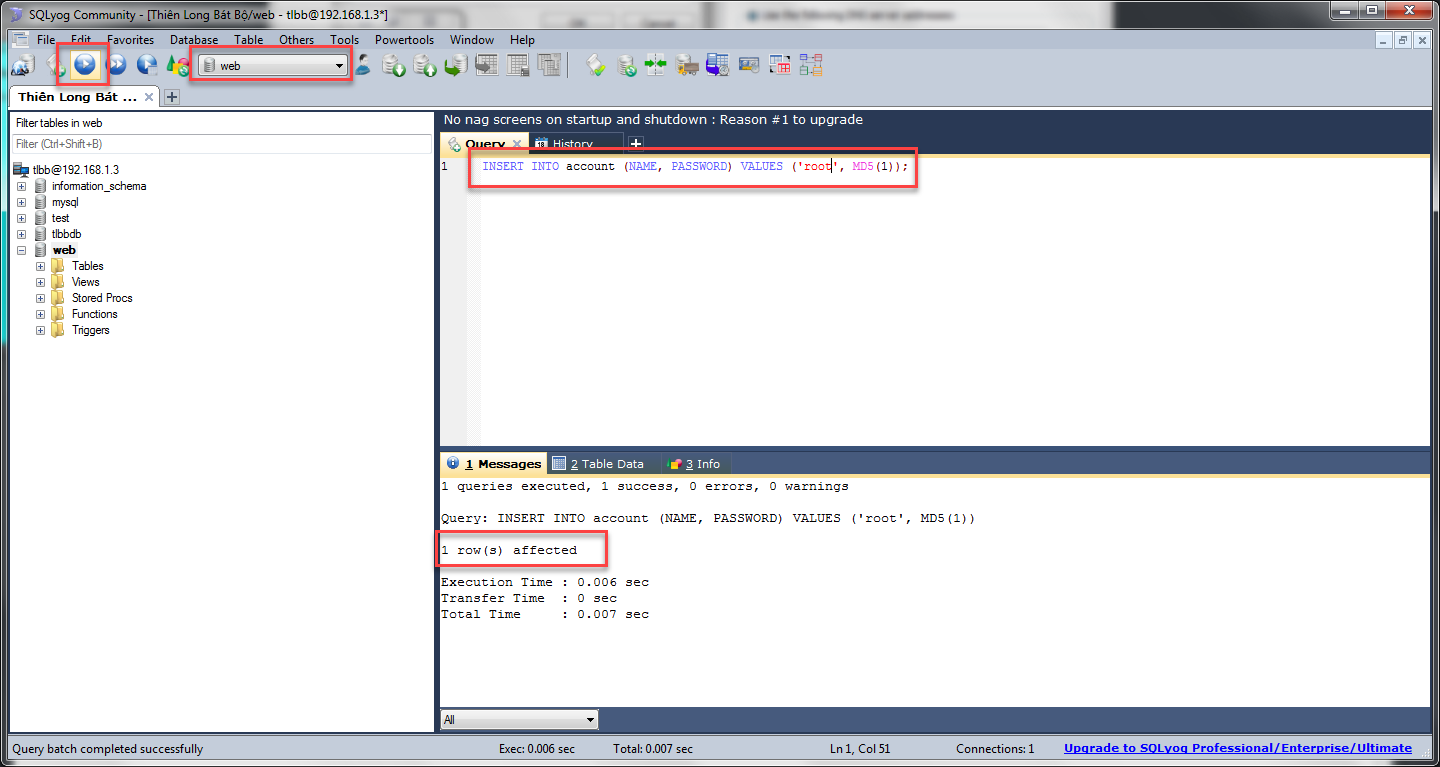 SQLyog Community - [Thiên Long Bát Bộ/web - tlbb@192.168.1.3*]
File Edit Favorites Database Table Others Tools Powertools Window Help
web
Thiên Long Bát ...
Filter tables in web
Filter (Ctrl+Shift+B)
tlbb@192.168.1.3
information_schema
mysql
test
tlbbdb
web
Tables
Views
Stored Procs
Functions
Triggers
No nag screens on startup and shutdown : Reason #1 to upgrade
Query History
1 INSERT INTO account (NAME, PASSWORD) VALUES ('root', MD5(1));
1 Messages 2 Table Data 3 Info
1 queries executed, 1 success, 0 errors, 0 warnings
Query: INSERT INTO account (NAME, PASSWORD) VALUES ('root', MD5(1))
1 row(s) affected
Execution Time : 0.006 sec
Transfer Time : 0 sec
Total Time : 0.007 sec
All
Query batch completed successfully Exec: 0.006 sec Total: 0.007 sec Ln 1, Col 51 Connections: 1 Upgrade to SQLyog Professional/Enterprise/Ultimate